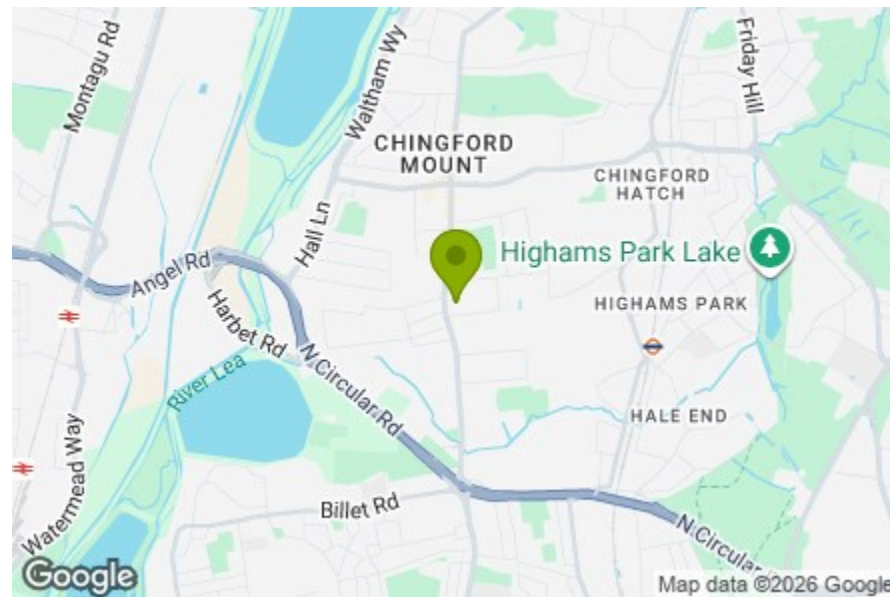 Montagu Rd
Waltham Wy
Friday Hill
CHINGFORD
MOUNT
CHINGFORD
HATCH
Hall Ln
Highams Park Lake
Angel Rd
HIGHAMS PARK
Harbet Rd
River Lea
N Circular Rd
HALE END
Watermead Way
Billet Rd
N Circular
Google
Map data ©2026 Google